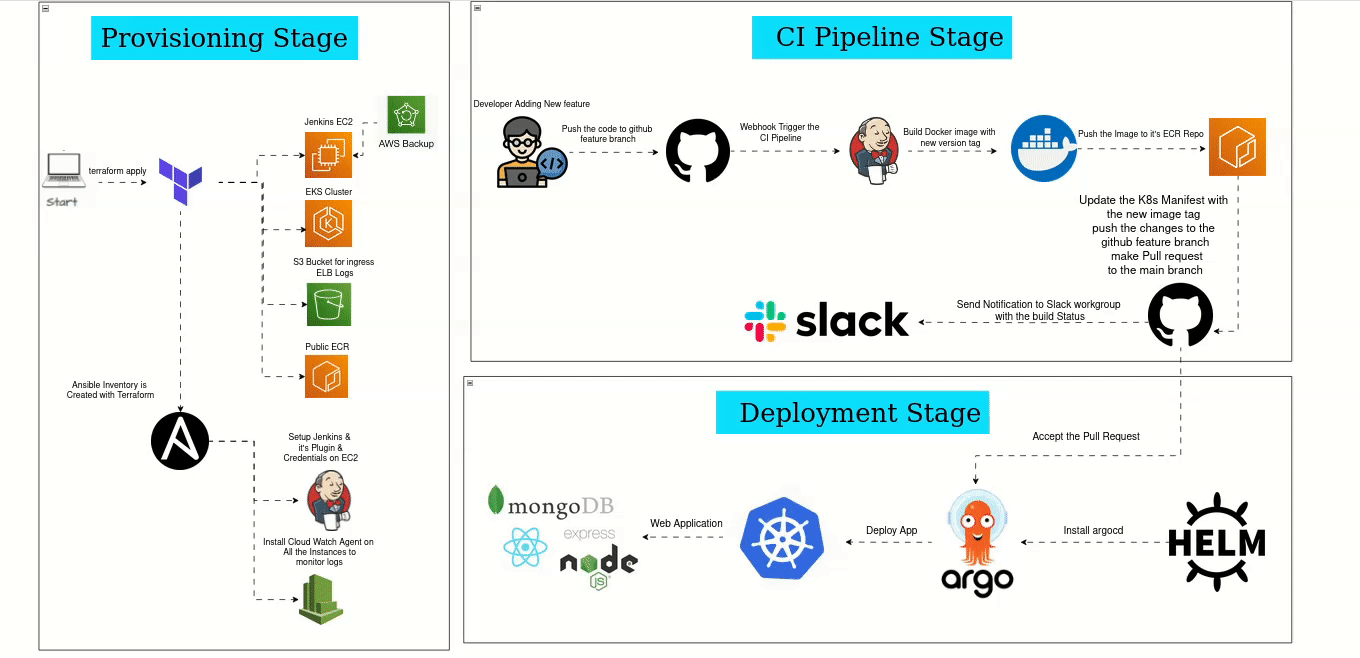 Provisioning Stage
Jenkins EC2
AWS Backup
terraform apply
Start
EKS Cluster
S3 Bucket for ingress
ELB Logs
Public ECR
Ansible Inventory is
Created with Terraform
Setup Jenkins &
it's Plugin &
Credentials on EC2
Install Cloud Watch Agent on
All the Instances to
monitor logs
CI Pipeline Stage
Developer Adding New feature
Push the code to github
feature branch
Webhook Trigger the
CI Pipeline
Build Docker image with
new version tag
Push the Image to it's ECR Repo
Update the K8s Manifest with
the new image tag
push the changes to the
github feature branch
make Pull request
to the main branch
Send Notification to Slack workgroup
with the build Status
slack
Deployment Stage
Accept the Pull Request
mongoDB
express
node
JS
Web Application
Deploy App
argo
Install argocd
HELM